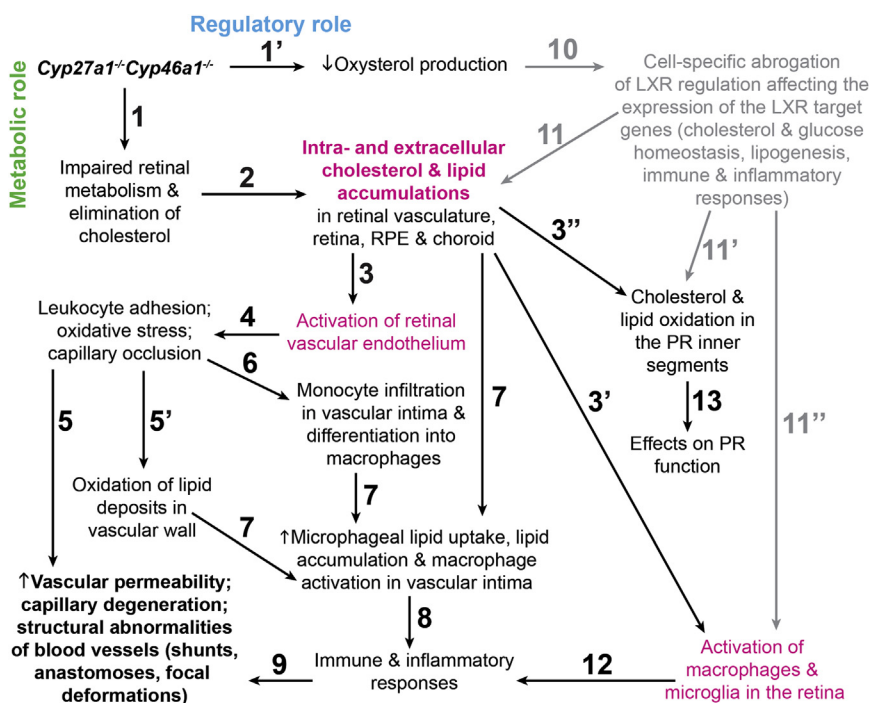 Regulatory role
Metabolic role
Cyp27a1-/-Cyp46a1-/-
1’
↓Oxysterol production
10
Cell-specific abrogation
of LXR regulation affecting the
expression of the LXR target
genes (cholesterol & glucose
homeostasis, lipogenesis,
immune & inflammatory
responses)
1
11
Impaired retinal
metabolism &
elimination of
cholesterol
2
Intra- and extracellular
cholesterol & lipid
accumulations
in retinal vasculature,
retina, RPE & choroid
3’’
11’
3
Leukocyte adhesion;
oxidative stress;
capillary occlusion
4
Activation of retinal
vascular endothelium
Cholesterol &
lipid oxidation in
the PR inner
segments
6
Monocyte infiltration
in vascular intima &
differentiation into
macrophages
7
3’
13
11’’
5
5’
Effects on PR
function
Oxidation of lipid
deposits in
vascular wall
7
7
↑Microphageal lipid uptake, lipid
accumulation & macrophage
activation in vascular intima
↑Vascular permeability;
capillary degeneration;
structural abnormalities
of blood vessels (shunts,
anastomoses, focal
deformations)
8
9
Immune & inflammatory
responses
12
Activation of
macrophages &
microglia in the retina